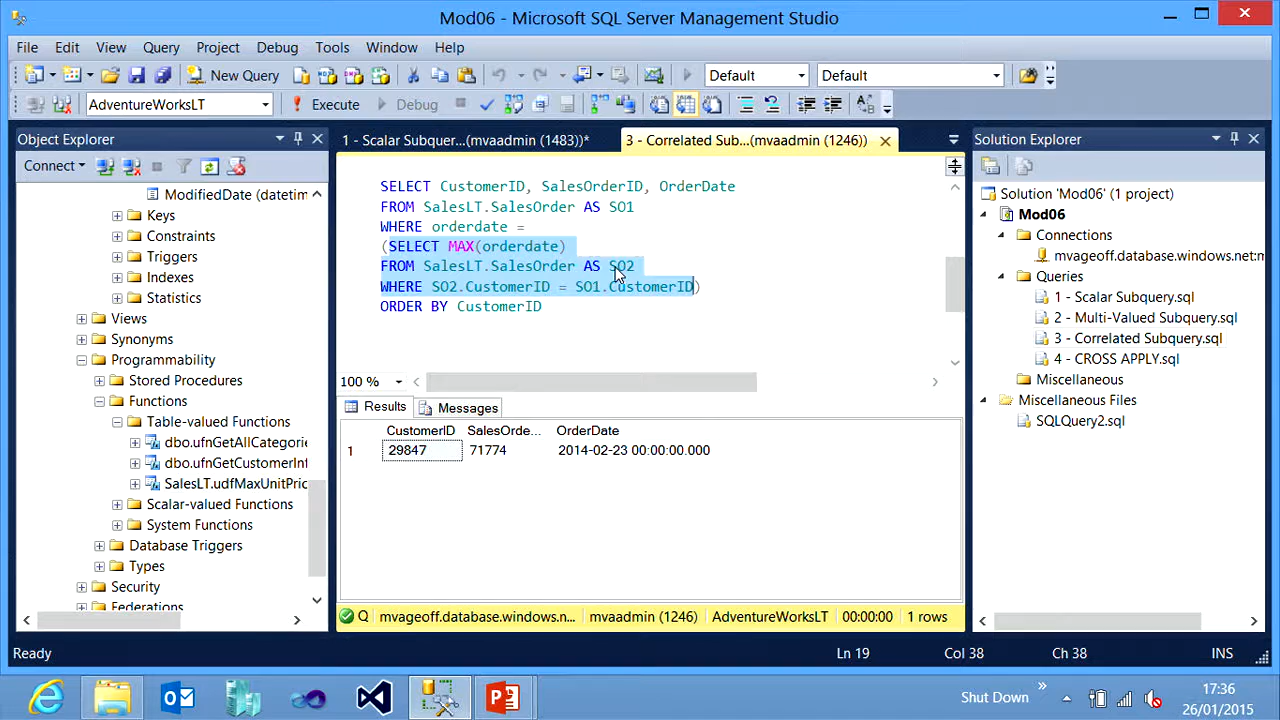 Mod06 - Microsoft SQL Server Management Studio
File Edit View Query Project Debug Tools Window Help
New Query Default Default
AdventureWorksLT Execute Debug
Object Explorer
Connect
ModifiedDate (datetim
Keys
Constraints
Triggers
Indexes
Statistics
Views
Synonyms
Programmability
Stored Procedures
Functions
Table-valued Functions
dbo.ufnGetAllCategorie
dbo.ufnGetCustomerInf
SalesLT.udfMaxUnitPric
Scalar-valued Functions
System Functions
Database Triggers
Types
Security
Federations
1 - Scalar Subquer...(mvaadmin (1483))*
3 - Correlated Sub...(mvaadmin (1246))
SELECT CustomerID, SalesOrderID, OrderDate
FROM SalesLT.SalesOrder AS SO1
WHERE orderdate =
(SELECT MAX(orderdate)
FROM SalesLT.SalesOrder AS SO2
WHERE SO2.CustomerID = SO1.CustomerID)
ORDER BY CustomerID
100 %
Results Messages
CustomerID SalesOrde... OrderDate
1 29847 71774 2014-02-23 00:00:00.000
Q mvageoff.database.windows.n... mvaadmin (1246) AdventureWorksLT 00:00:00 1 rows
Solution Explorer
Solution 'Mod06' (1 project)
Mod06
Connections
mvageoff.database.windows.net:m
Queries
1 - Scalar Subquery.sql
2 - Multi-Valued Subquery.sql
3 - Correlated Subquery.sql
4 - CROSS APPLY.sql
Miscellaneous
Miscellaneous Files
SQLQuery2.sql
Ready Ln 19 Col 38 Ch 38 INS
Shut Down
17:36
26/01/2015